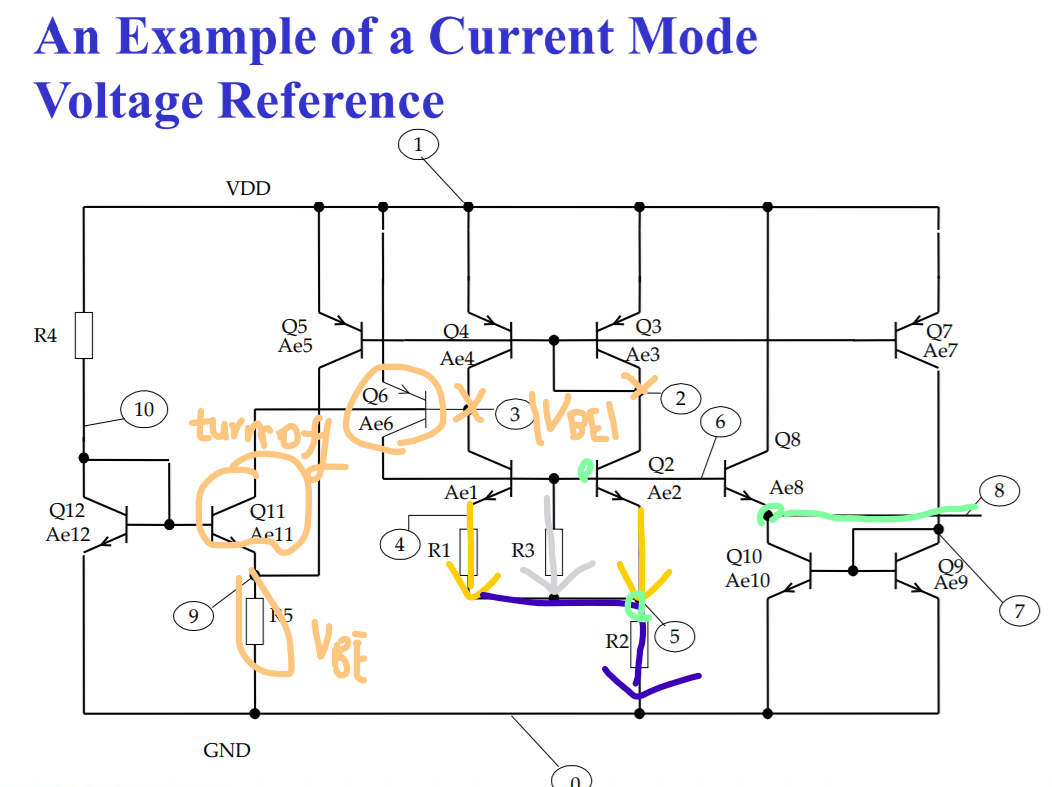 An Example of a Current Mode
Voltage Reference
1
VDD
R4
Q5
Ae5
Q4
Ae4
Q3
Ae3
Q7
Ae7
10
Q6
Ae6
3
|VBE|
2
6
turn off
Q8
Q12
Ae12
Q11
Ae11
Ae1
Q2
Ae2
Ae8
8
4
R1
R3
Q10
Ae10
Q9
Ae9
9
R5
VBE
R2
5
7
GND
0